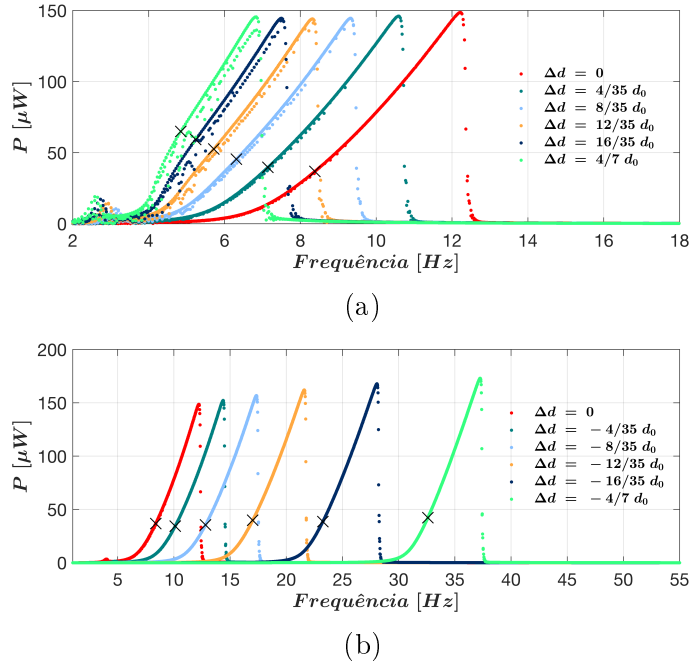 150
100
50
0
P [μW]
Δd = 0
Δd = 4/35 d₀
Δd = 8/35 d₀
Δd = 12/35 d₀
Δd = 16/35 d₀
Δd = 4/7 d₀
2 4 6 8 10 12 14 16 18
Frequência [Hz]
(a)
200
150
100
50
0
P [μW]
Δd = 0
Δd = − 4/35 d₀
Δd = − 8/35 d₀
Δd = − 12/35 d₀
Δd = − 16/35 d₀
Δd = − 4/7 d₀
5 10 15 20 25 30 35 40 45 50 55
Frequência [Hz]
(b)